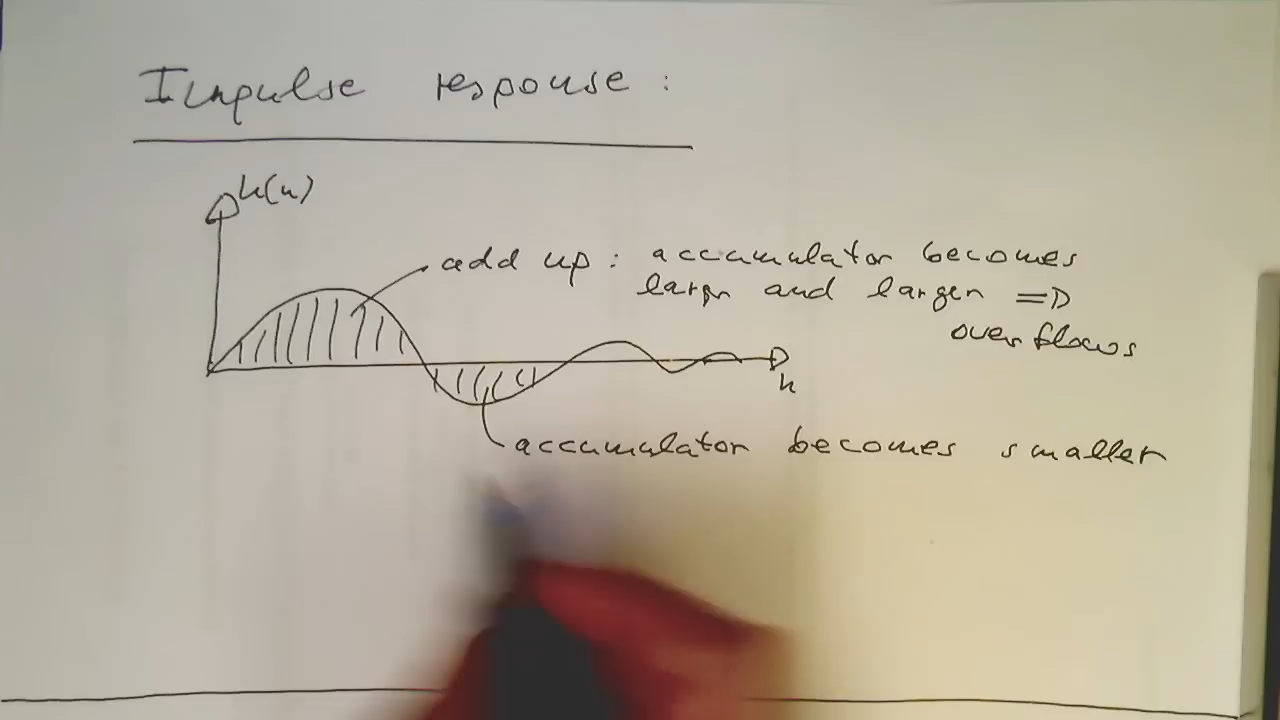 Impulse response :
h(n)
add up : accumulator becomes
larger and larger =>
overflows
n
accumulator becomes smaller